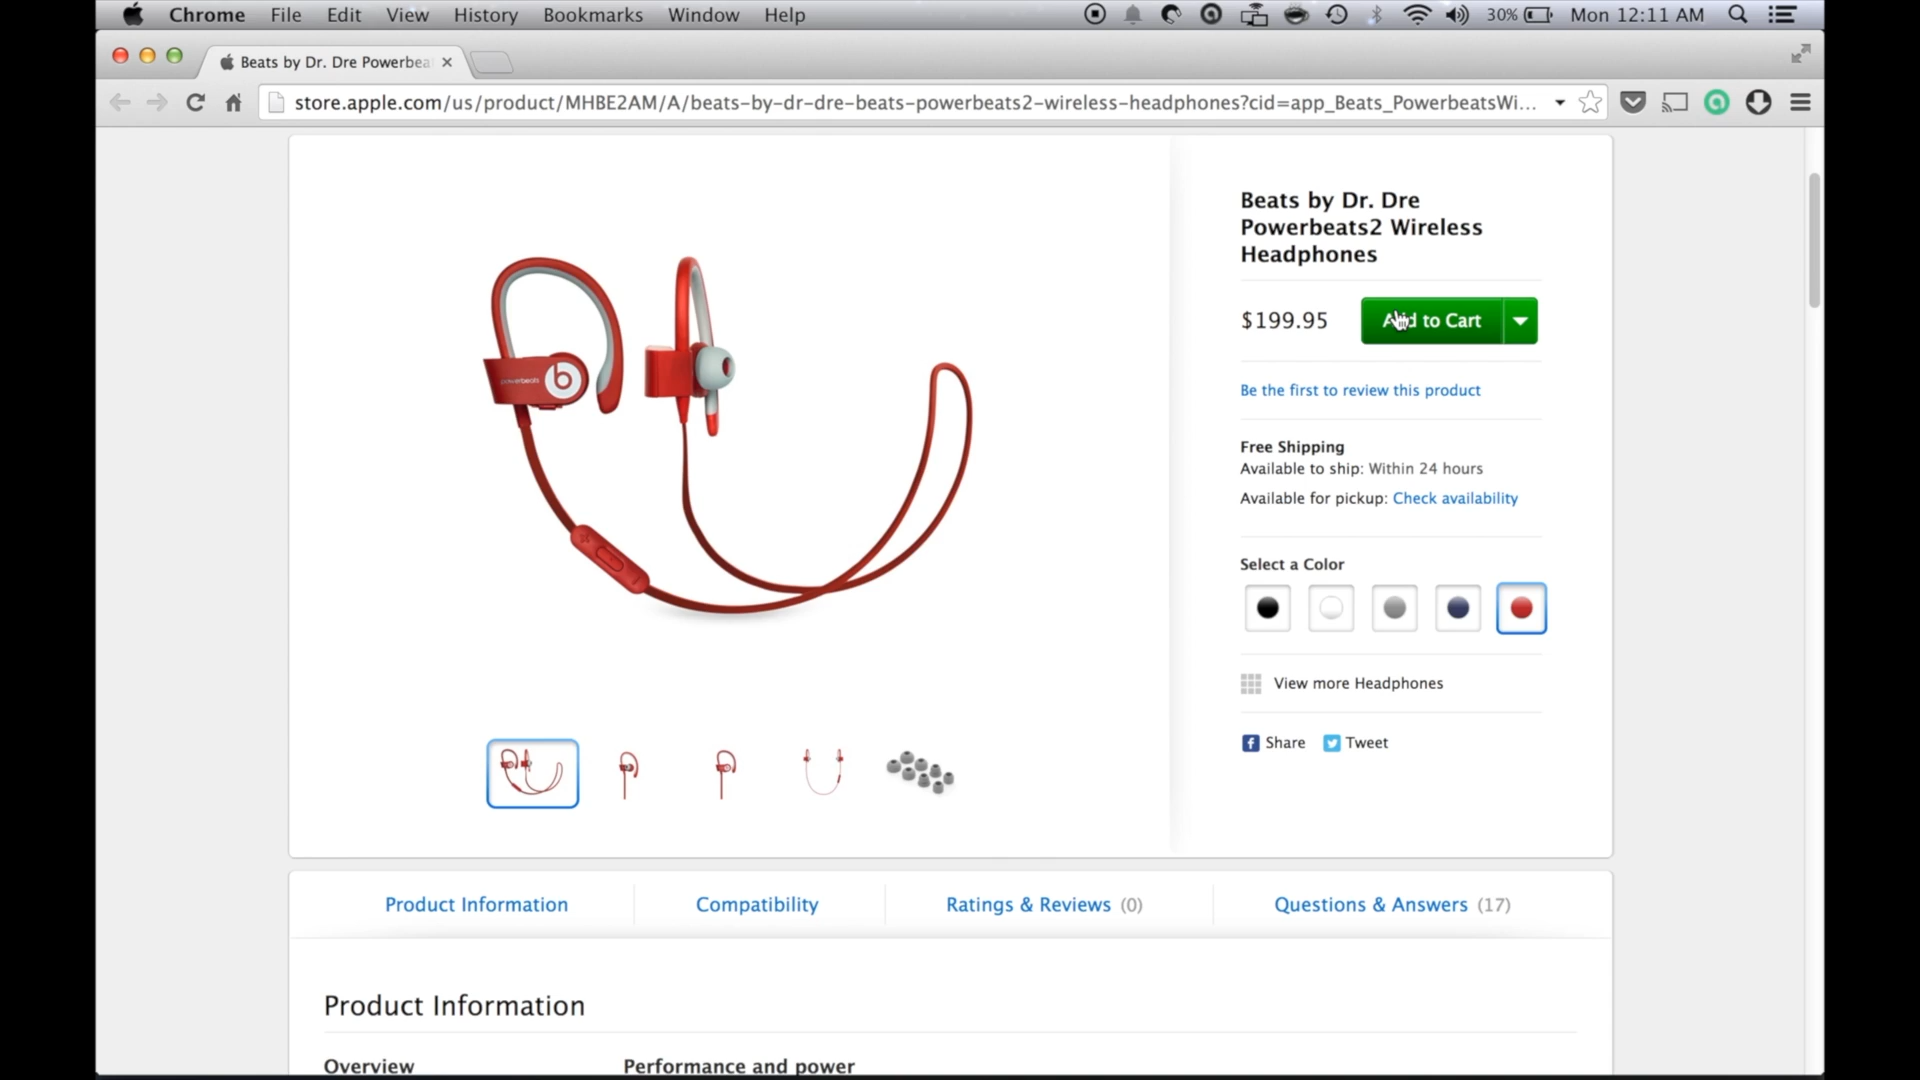 Chrome File Edit View History Bookmarks Window Help 30% Mon 12:11 AM
Beats by Dr. Dre Powerbea
store.apple.com/us/product/MHBE2AM/A/beats-by-dr-dre-beats-powerbeats2-wireless-headphones?cid=app_Beats_PowerbeatsWi...
Beats by Dr. Dre
Powerbeats2 Wireless
Headphones
$199.95 Add to Cart
Be the first to review this product
Free Shipping
Available to ship: Within 24 hours
Available for pickup: Check availability
Select a Color
View more Headphones
Share Tweet
powerbeats b
Product Information Compatibility Ratings & Reviews (0) Questions & Answers (17)
Product Information
Overview Performance and power